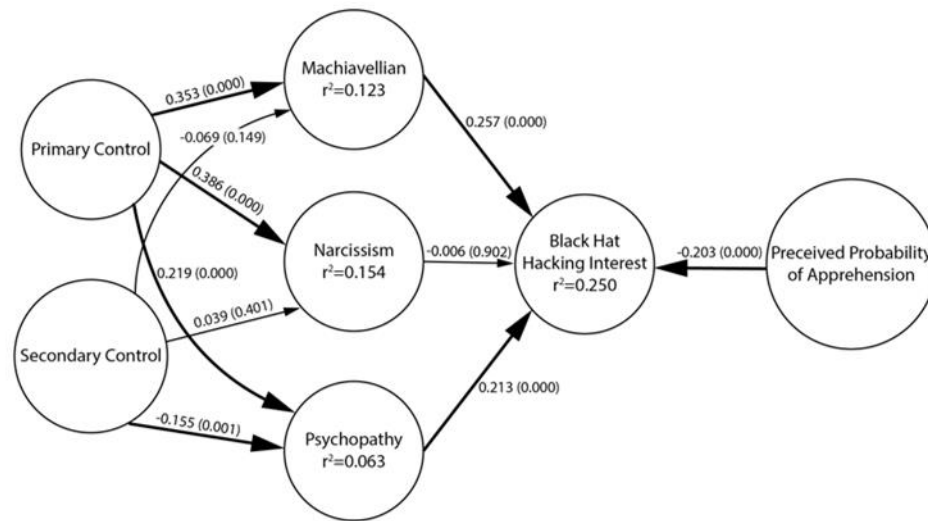 Primary Control
Secondary Control
0.353 (0.000)
-0.069 (0.149)
0.386 (0.000)
0.219 (0.000)
0.039 (0.401)
-0.155 (0.001)
Machiavellian
r²=0.123
Narcissism
r²=0.154
Psychopathy
r²=0.063
0.257 (0.000)
-0.006 (0.902)
0.213 (0.000)
Black Hat
Hacking Interest
r²=0.250
-0.203 (0.000)
Preceived Probability
of Apprehension